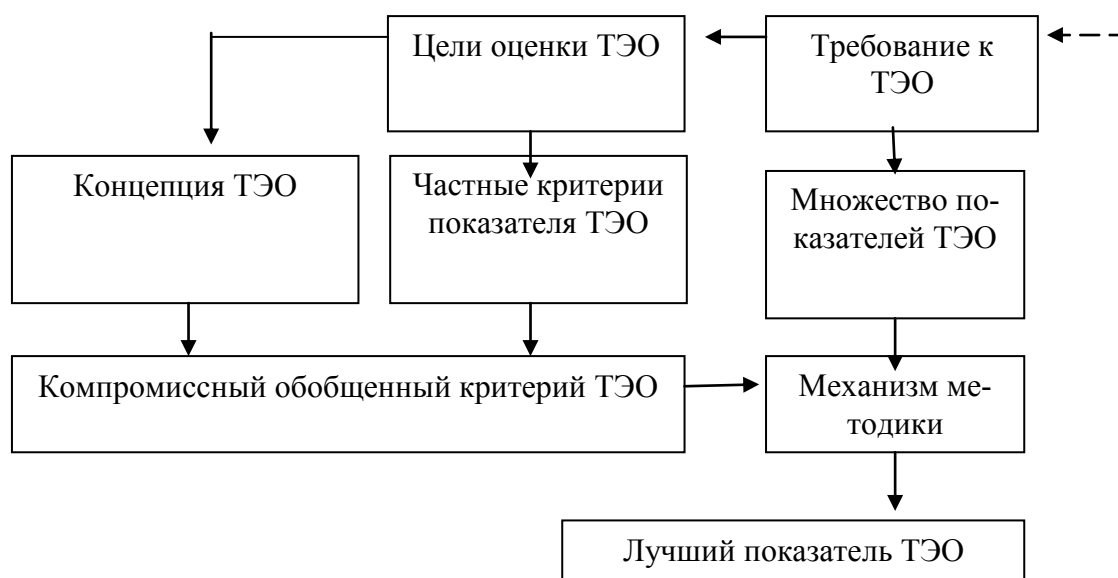 Цели оценки ТЭО
Требование к
ТЭО
Концепция ТЭО
Частные критерии
показателя ТЭО
Множество по-
казателей ТЭО
Компромиссный обобщенный критерий ТЭО
Механизм ме-
тодики
Лучший показатель ТЭО